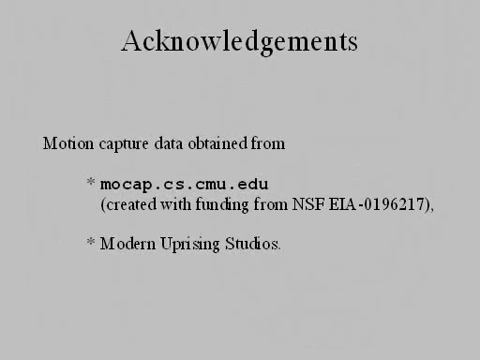 Acknowledgements
Motion capture data obtained from
* mocap.cs.cmu.edu
(created with funding from NSF EIA-0196217),
* Modern Uprising Studios.